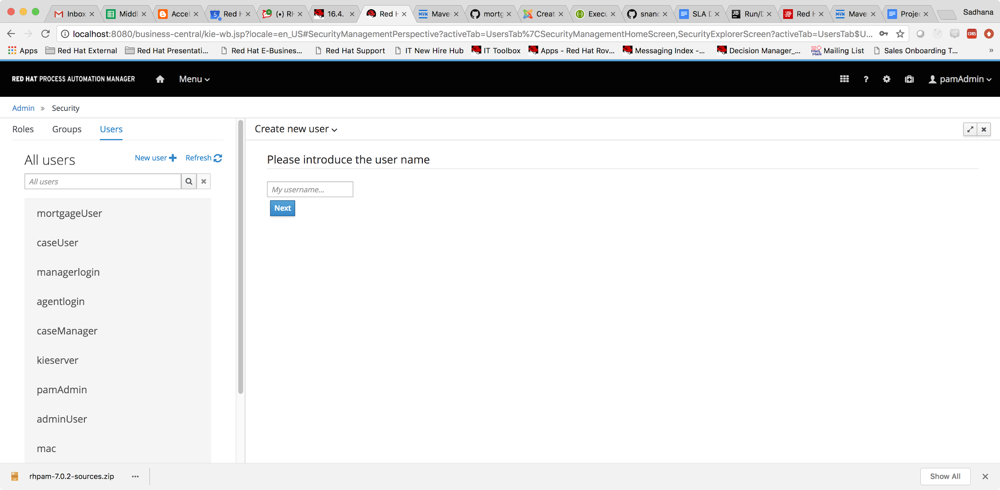 Inbox Middl Accel Red H (•) RH 16.4. Red H Mave mortg Creat Execu snanc SLA D Run/D Red H Mave Projec Sadhana
localhost:8080/business-central/kie-wb.jsp?locale=en_US#SecurityManagementPerspective?activeTab=UsersTab%7CSecurityManagementHomeScreen,SecurityExplorerScreen?activeTab=UsersTab$U...
Apps Red Hat External Red Hat Presentati... Red Hat E-Busines... Red Hat Support IT New Hire Hub IT Toolbox Apps - Red Hat Rov... Messaging Index -... Decision Manager_... Mailing List Sales Onboarding T... »
RED HAT PROCESS AUTOMATION MANAGER Menu ? pamAdmin
Admin » Security
Roles Groups Users
Create new user
All users New user Refresh
Please introduce the user name
All users
My username...
Next
mortgageUser
caseUser
managerlogin
agentlogin
caseManager
kieserver
pamAdmin
adminUser
mac
rhpam-7.0.2-sources.zip Show All